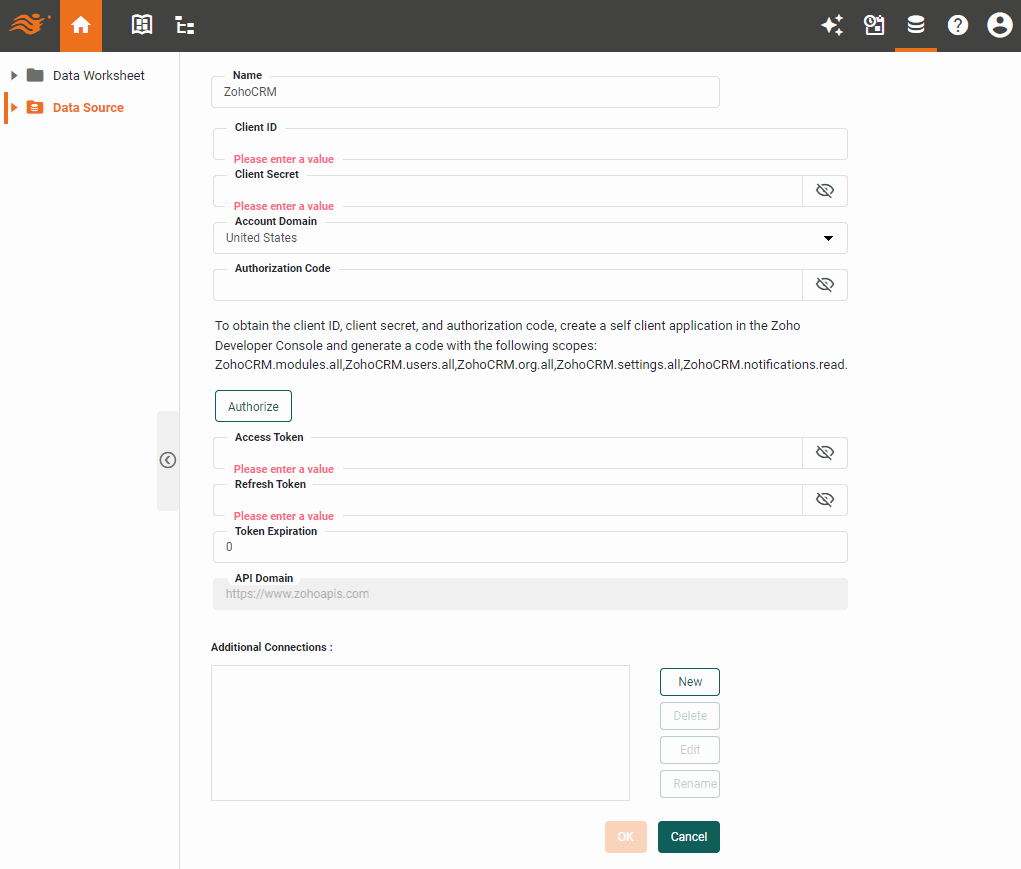 Data Worksheet
Data Source
Name
ZohoCRM
Client ID
Please enter a value
Client Secret
Please enter a value
Account Domain
United States
Authorization Code
To obtain the client ID, client secret, and authorization code, create a self client application in the Zoho
Developer Console and generate a code with the following scopes:
ZohoCRM.modules.all,ZohoCRM.users.all,ZohoCRM.org.all,ZohoCRM.settings.all,ZohoCRM.notifications.read.
Authorize
Access Token
Please enter a value
Refresh Token
Please enter a value
Token Expiration
0
API Domain
https://www.zohoapis.com
Additional Connections :
New
Delete
Edit
Rename
OK
Cancel